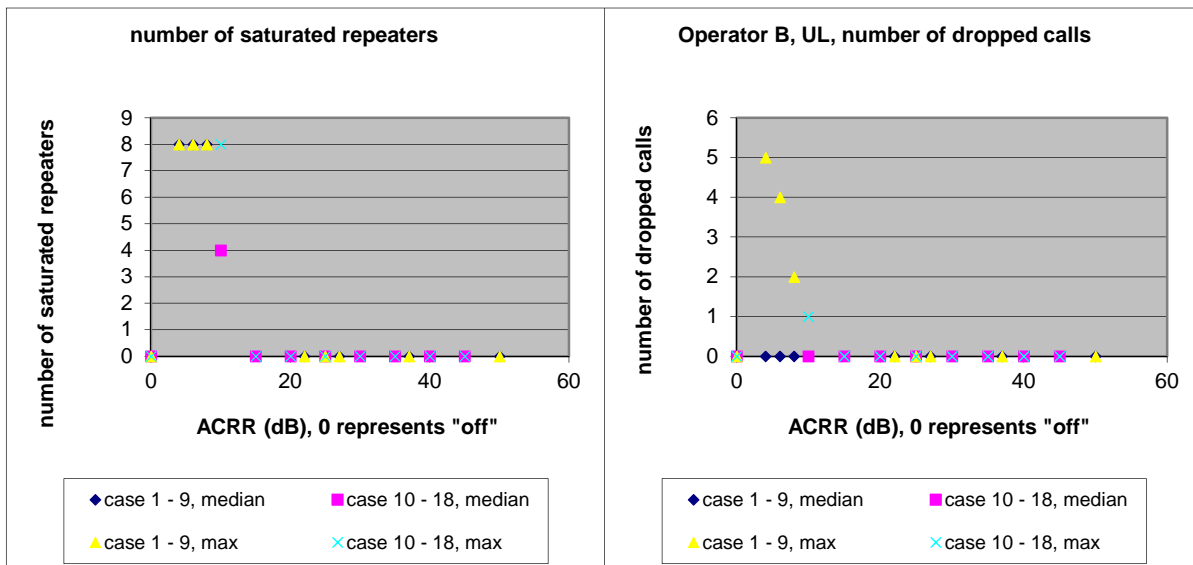 number of saturated repeaters
number of saturated repeaters
9
8
7
6
5
4
3
2
1
0
0
20
40
60
ACRR (dB), 0 represents "off"
case 1 - 9, median
case 10 - 18, median
case 1 - 9, max
case 10 - 18, max
Operator B, UL, number of dropped calls
number of dropped calls
6
5
4
3
2
1
0
0
20
40
60
ACRR (dB), 0 represents "off"
case 1 - 9, median
case 10 - 18, median
case 1 - 9, max
case 10 - 18, max